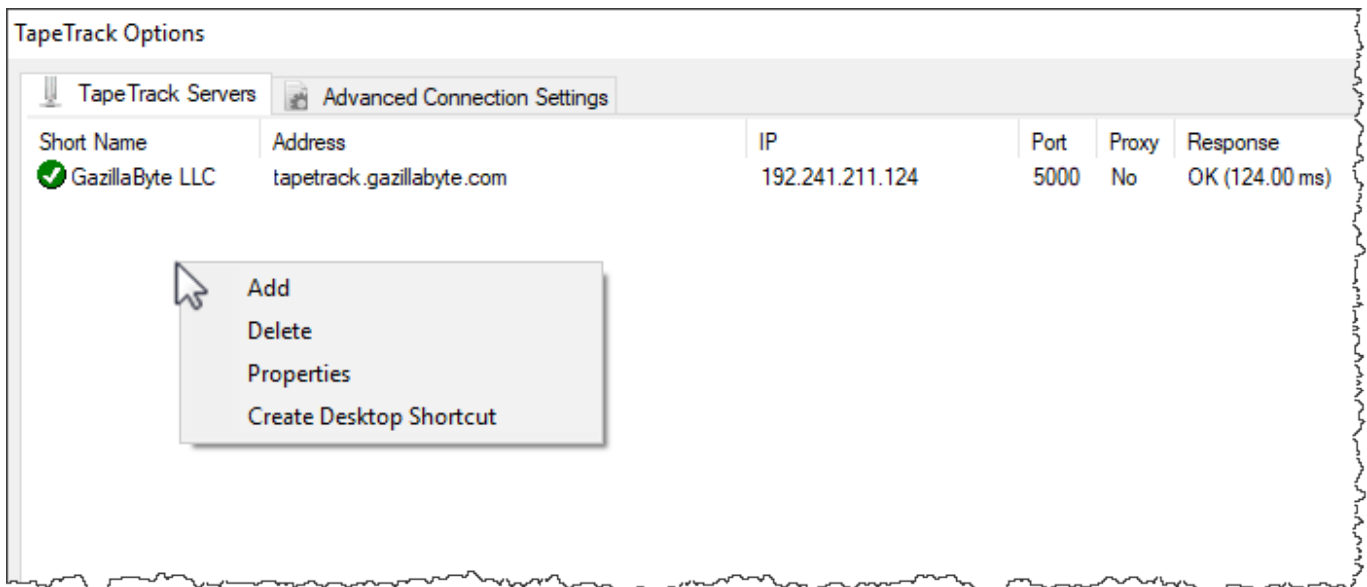 TapeTrack Options
TapeTrack Servers Advanced Connection Settings
Short Name Address IP Port Proxy Response
GazillaByte LLC tapetrack.gazillabyte.com 192.241.211.124 5000 No OK (124.00 ms)
Add
Delete
Properties
Create Desktop Shortcut